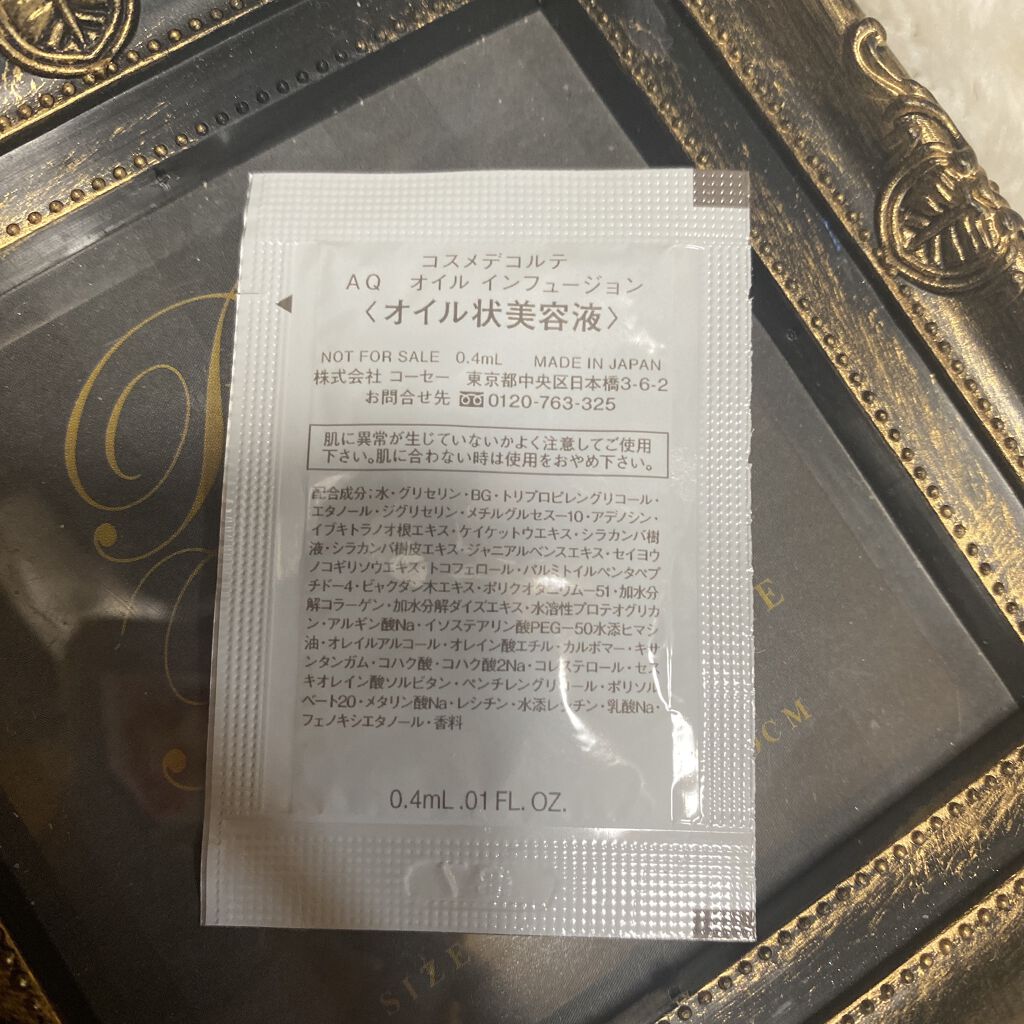 コスメデコルテ
AQ オイル インフュージョン
〈オイル状美容液〉
NOT FOR SALE 0.4mL MADE IN JAPAN
株式会社 コーセー 東京都中央区日本橋3-6-2
お問合せ先 0120-763-325
肌に異常が生じていないかよく注意してご使用
下さい。肌に合わない時は使用をおやめ下さい。
配合成分;水・グリセリン・BG・トリプロピレングリコール・
エタノール・ジグリセリン・メチルグルセス－10・アデノシン・
イブキトラノオ根エキス・ケイケットウエキス・シラカンバ樹
液・シラカンバ樹皮エキス・ジャニアルベンスエキス・セイヨウ
ノコギリソウエキス・トコフェロール・パルミトイルペンタペプ
チド－4・ビャクダン木エキス・ポリクオタニウム－51・加水分
解コラーゲン・加水分解ダイズエキス・水溶性プロテオグリカ
ン・アルギン酸Na・イソステアリン酸PEG－50水添ヒマシ
油・オレイルアルコール・オレイン酸エチル・カルボマー・キサ
ンタンガム・コハク酸・コハク酸2Na・コレステロール・セス
キオレイン酸ソルビタン・ペンチレングリコール・ポリソル
ベート20・メタリン酸Na・レシチン・水添レシチン・乳酸Na・
フェノキシエタノール・香料
0.4mL .01 FL. OZ.
SIZE
CM